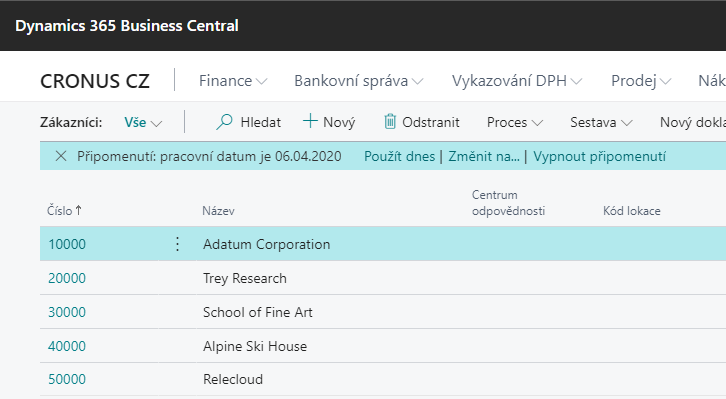 Dynamics 365 Business Central
CRONUS CZ Finance Bankovní správa Vykazování DPH Prodej Nák
Zákazníci: Vše Hledat Nový Odstranit Proces Sestava Nový dokla
Připomenutí: pracovní datum je 06.04.2020 Použít dnes | Změnit na... | Vypnout připomenutí
Číslo ↑ Název Centrum odpovědnosti Kód lokace
10000 Adatum Corporation
20000 Trey Research
30000 School of Fine Art
40000 Alpine Ski House
50000 Relecloud